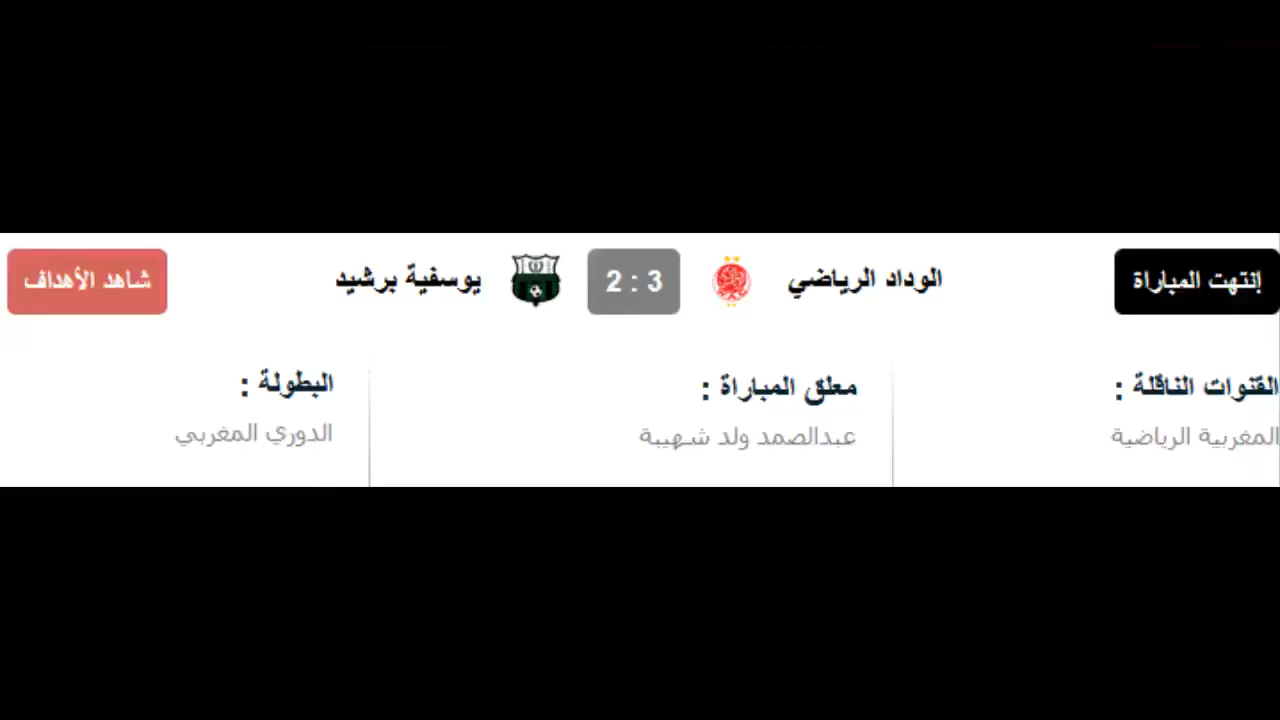 إنتهت المباراة
الوداد الرياضي
2 : 3
يوسفية برشيد
شاهد الأهداف
القنوات الناقلة :
المغربية الرياضية
معلق المباراة :
عبدالصمد ولد شهيبة
البطولة :
الدوري المغربي